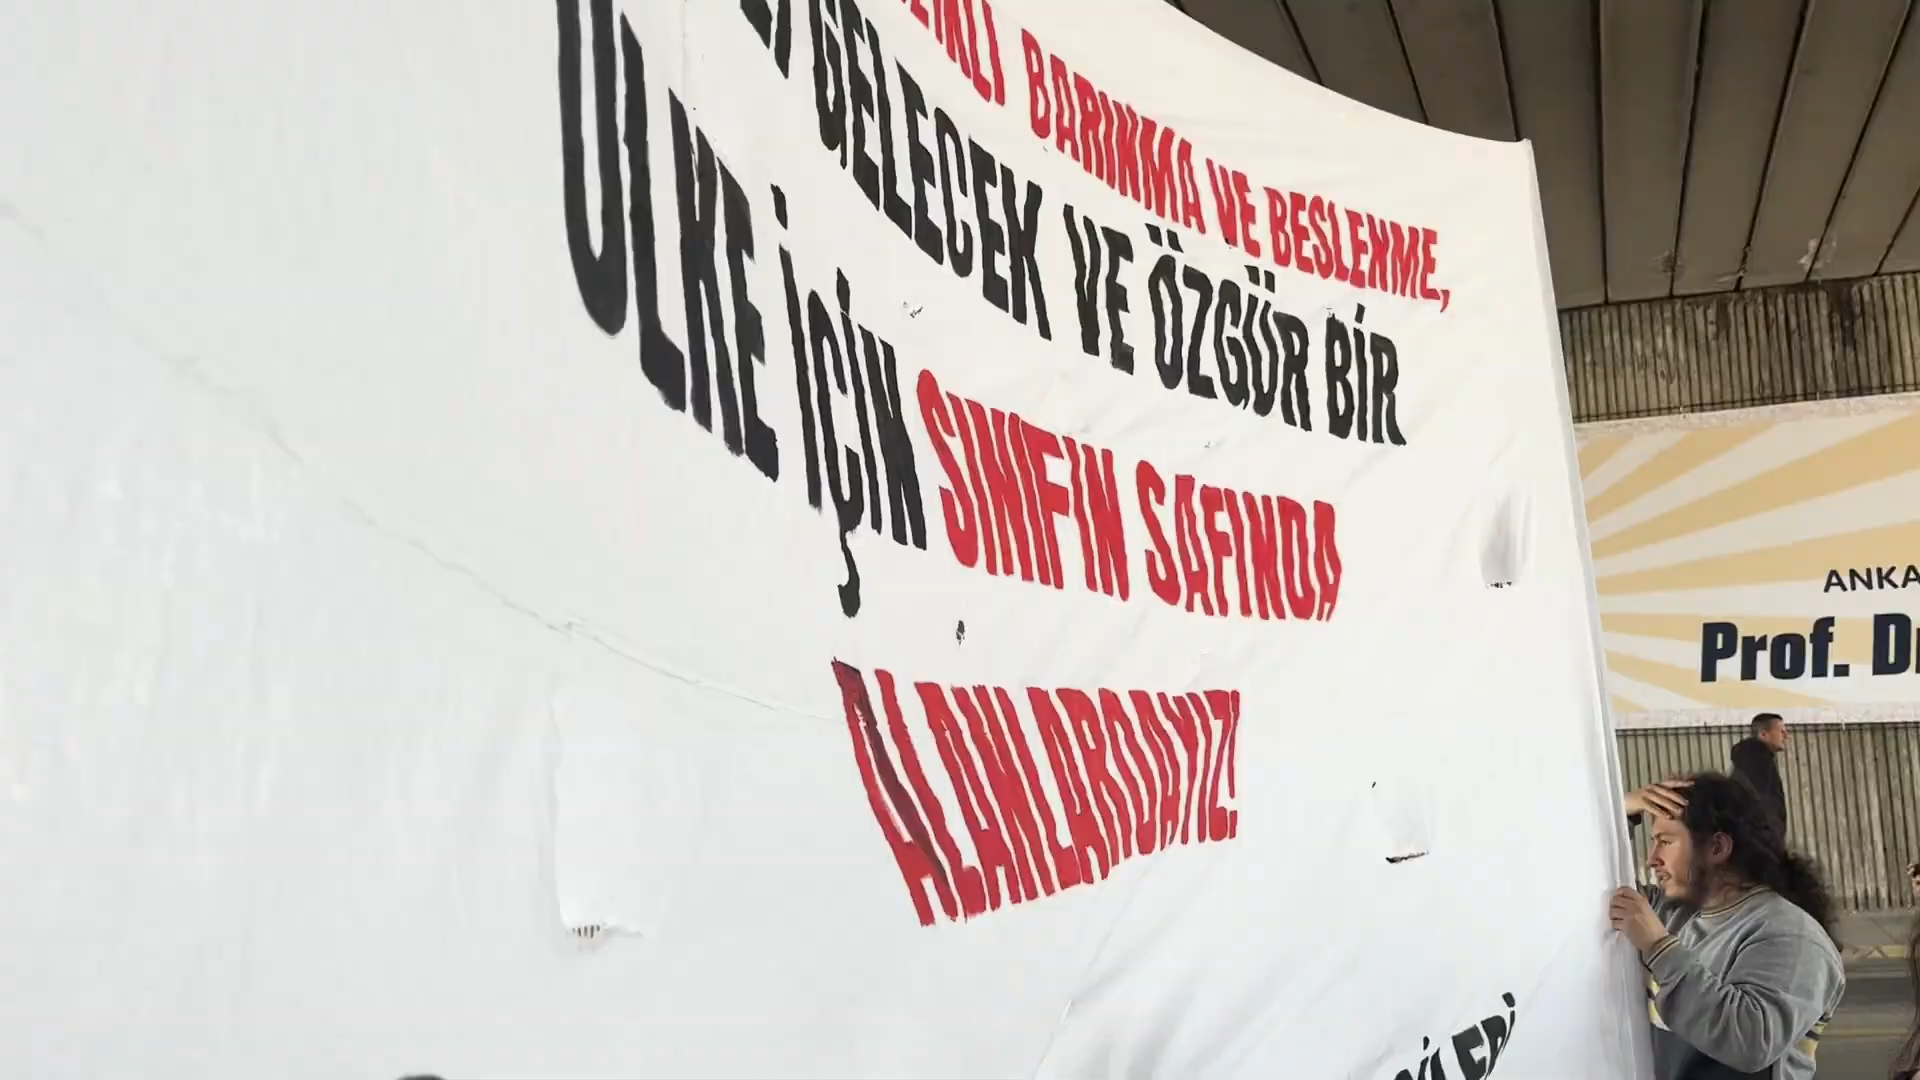 BARINMA VE BESLENME,
GELECEK VE ÖZGÜR BİR
ÜLKE İÇİN SINIFIN SAFINDA
ALANLARDAYIZ!
ANKA
Prof. D